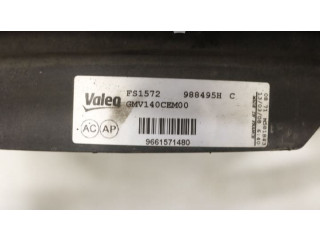 Valeo
FS1572 988495H C
GMV140CEM00
AC AP
9661571480